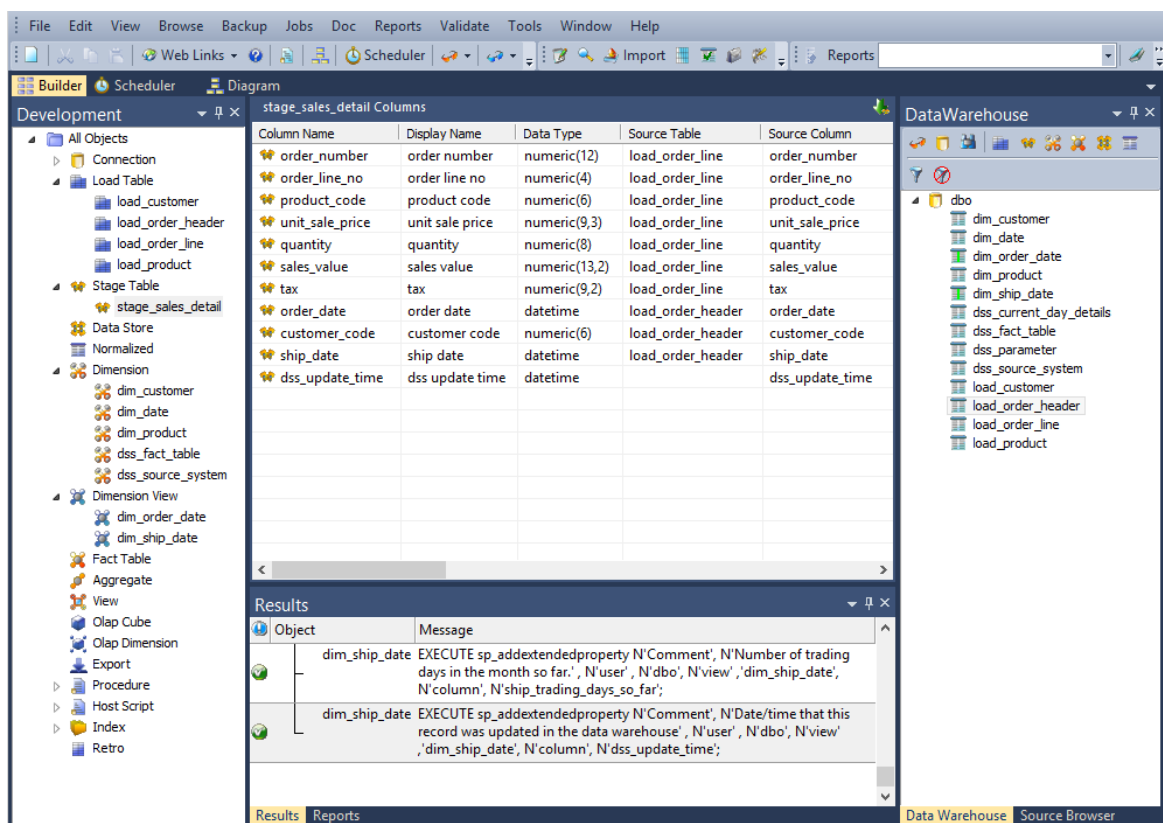 File Edit View Browse Backup Jobs Doc Reports Validate Tools Window Help
Web Links Scheduler Import Reports
Builder Scheduler Diagram
Development
All Objects
Connection
Load Table
load_customer
load_order_header
load_order_line
load_product
Stage Table
stage_sales_detail
Data Store
Normalized
Dimension
dim_customer
dim_date
dim_product
dss_fact_table
dss_source_system
Dimension View
dim_order_date
dim_ship_date
Fact Table
Aggregate
View
Olap Cube
Olap Dimension
Export
Procedure
Host Script
Index
Retro
stage_sales_detail Columns
Column Name Display Name Data Type Source Table Source Column
order_number order number numeric(12) load_order_line order_number
order_line_no order line no numeric(4) load_order_line order_line_no
product_code product code numeric(6) load_order_line product_code
unit_sale_price unit sale price numeric(9,3) load_order_line unit_sale_price
quantity quantity numeric(8) load_order_line quantity
sales_value sales value numeric(13,2) load_order_line sales_value
tax tax numeric(9,2) load_order_line tax
order_date order date datetime load_order_header order_date
customer_code customer code numeric(6) load_order_header customer_code
ship_date ship date datetime load_order_header ship_date
dss_update_time dss update time datetime dss_update_time
Results
Object Message
dim_ship_date EXECUTE sp_addextendedproperty N'Comment', N'Number of trading
days in the month so far.' , N'user' , N'dbo', N'view' ,'dim_ship_date',
N'column', N'ship_trading_days_so_far';
dim_ship_date EXECUTE sp_addextendedproperty N'Comment', N'Date/time that this
record was updated in the data warehouse' , N'user' , N'dbo', N'view'
,'dim_ship_date', N'column', N'dss_update_time';
Results Reports
DataWarehouse
dbo
dim_customer
dim_date
dim_order_date
dim_product
dim_ship_date
dss_current_day_details
dss_fact_table
dss_parameter
dss_source_system
load_customer
load_order_header
load_order_line
load_product
Data Warehouse Source Browser